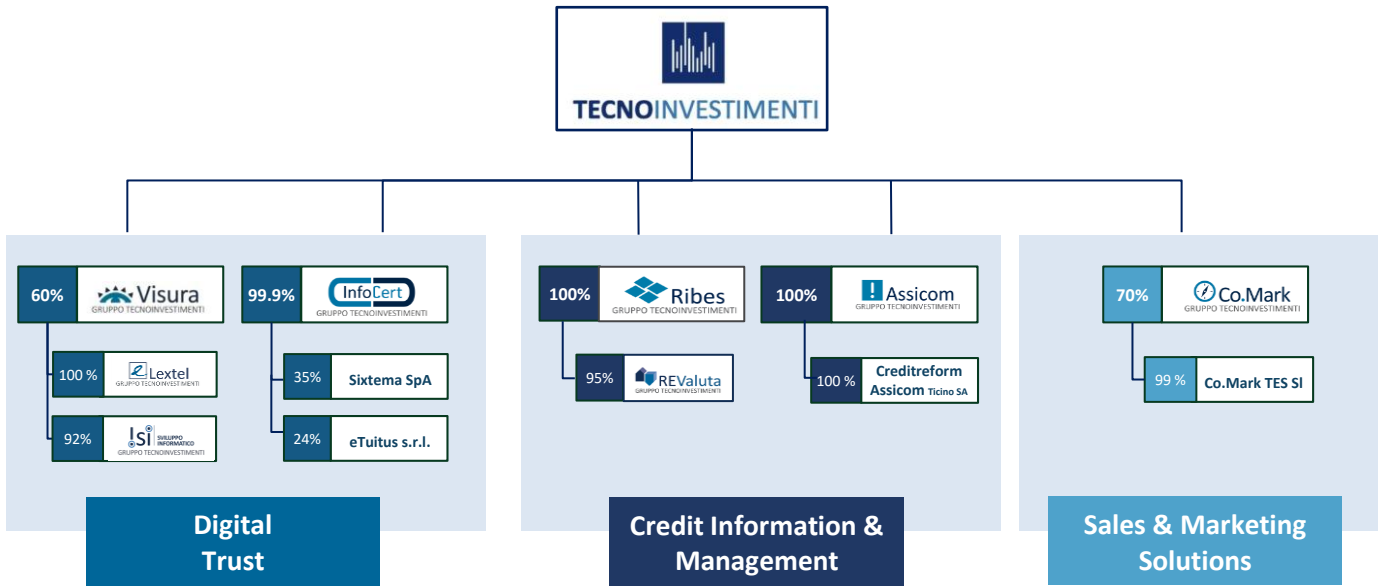 TECNOINVESTIMENTI
60%
Visura
GRUPPO TECNOINVESTIMENTI
100 %
Lextel
GRUPPO TECNOINVESTIMENTI
92%
Isi SVILUPPO
INFORMATICO
GRUPPO TECNOINVESTIMENTI
99.9%
InfoCert
GRUPPO TECNOINVESTIMENTI
35%
Sixtema SpA
24%
eTuitus s.r.l.
Digital
Trust
100%
Ribes
GRUPPO TECNOINVESTIMENTI
95%
REValuta
GRUPPO TECNOINVESTIMENTI
100%
Assicom
GRUPPO TECNOINVESTIMENTI
100 %
Creditreform
Assicom Ticino SA
Credit Information &
Management
70%
Co.Mark
GRUPPO TECNOINVESTIMENTI
99 %
Co.Mark TES Sl
Sales & Marketing
Solutions